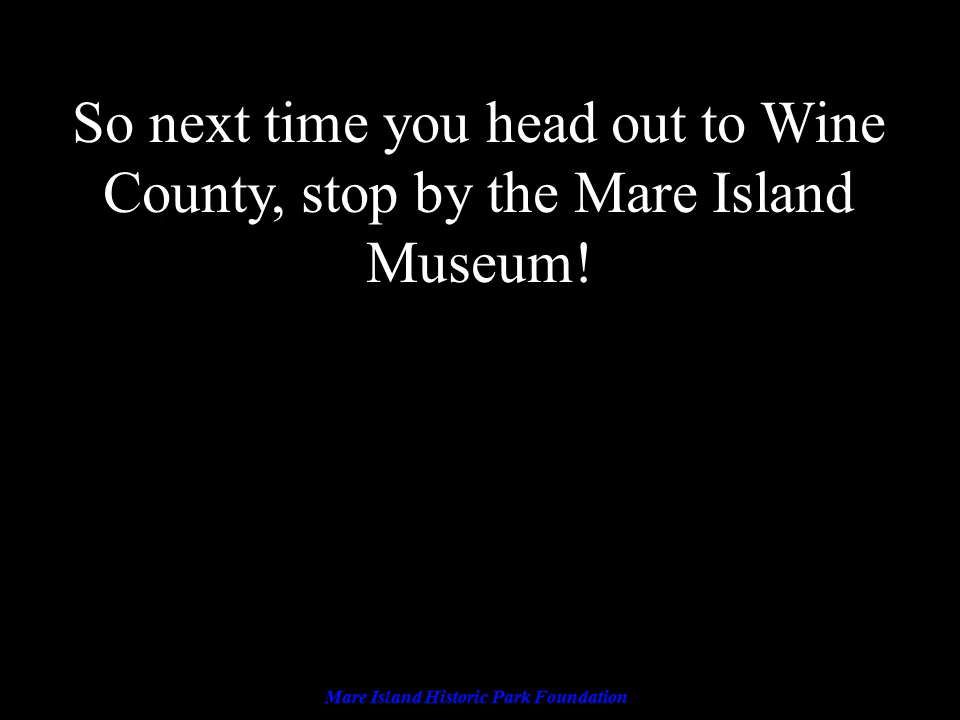 So next time you head out to Wine
County, stop by the Mare Island
Museum!
Mare Island Historic Park Foundation